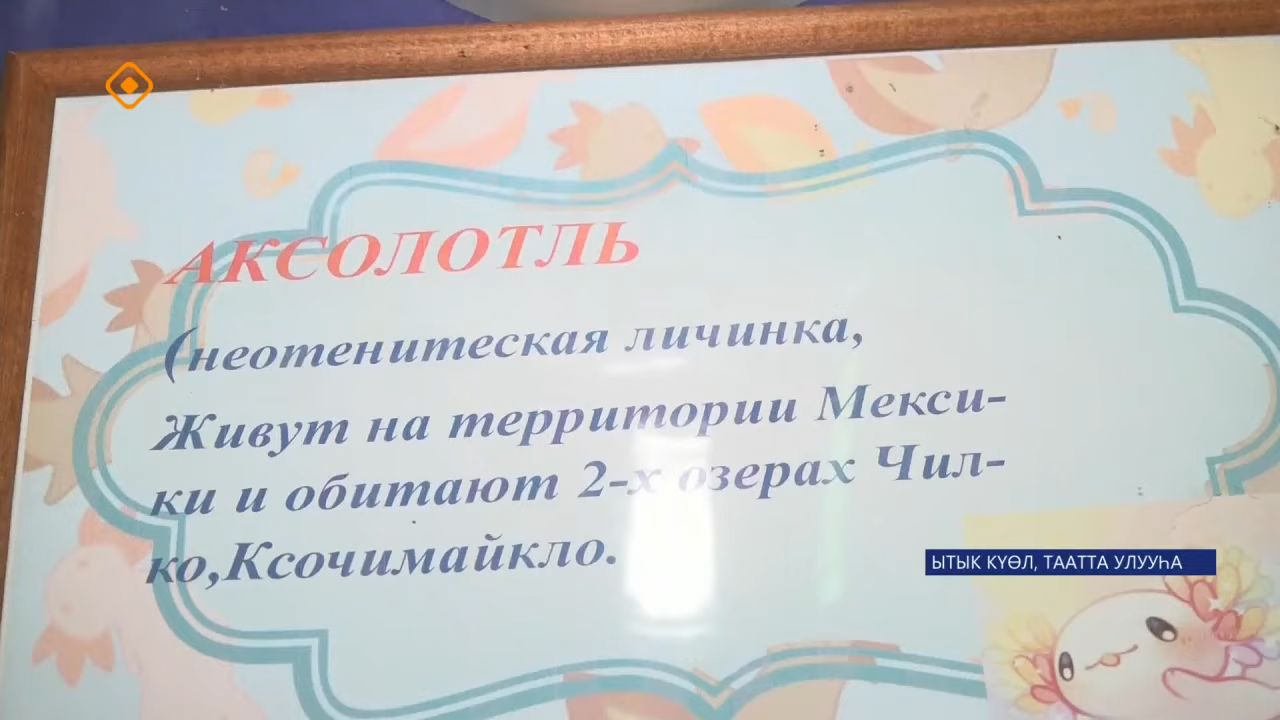 АКСОЛОТЛЬ
(неотенитеская личинка,
Живут на территории Мекси-
ки и обитают 2-х озерах Чил-
ко,Ксочимайкло.
ЫТЫК КҮӨЛ, ТААТТА УЛУУҺА